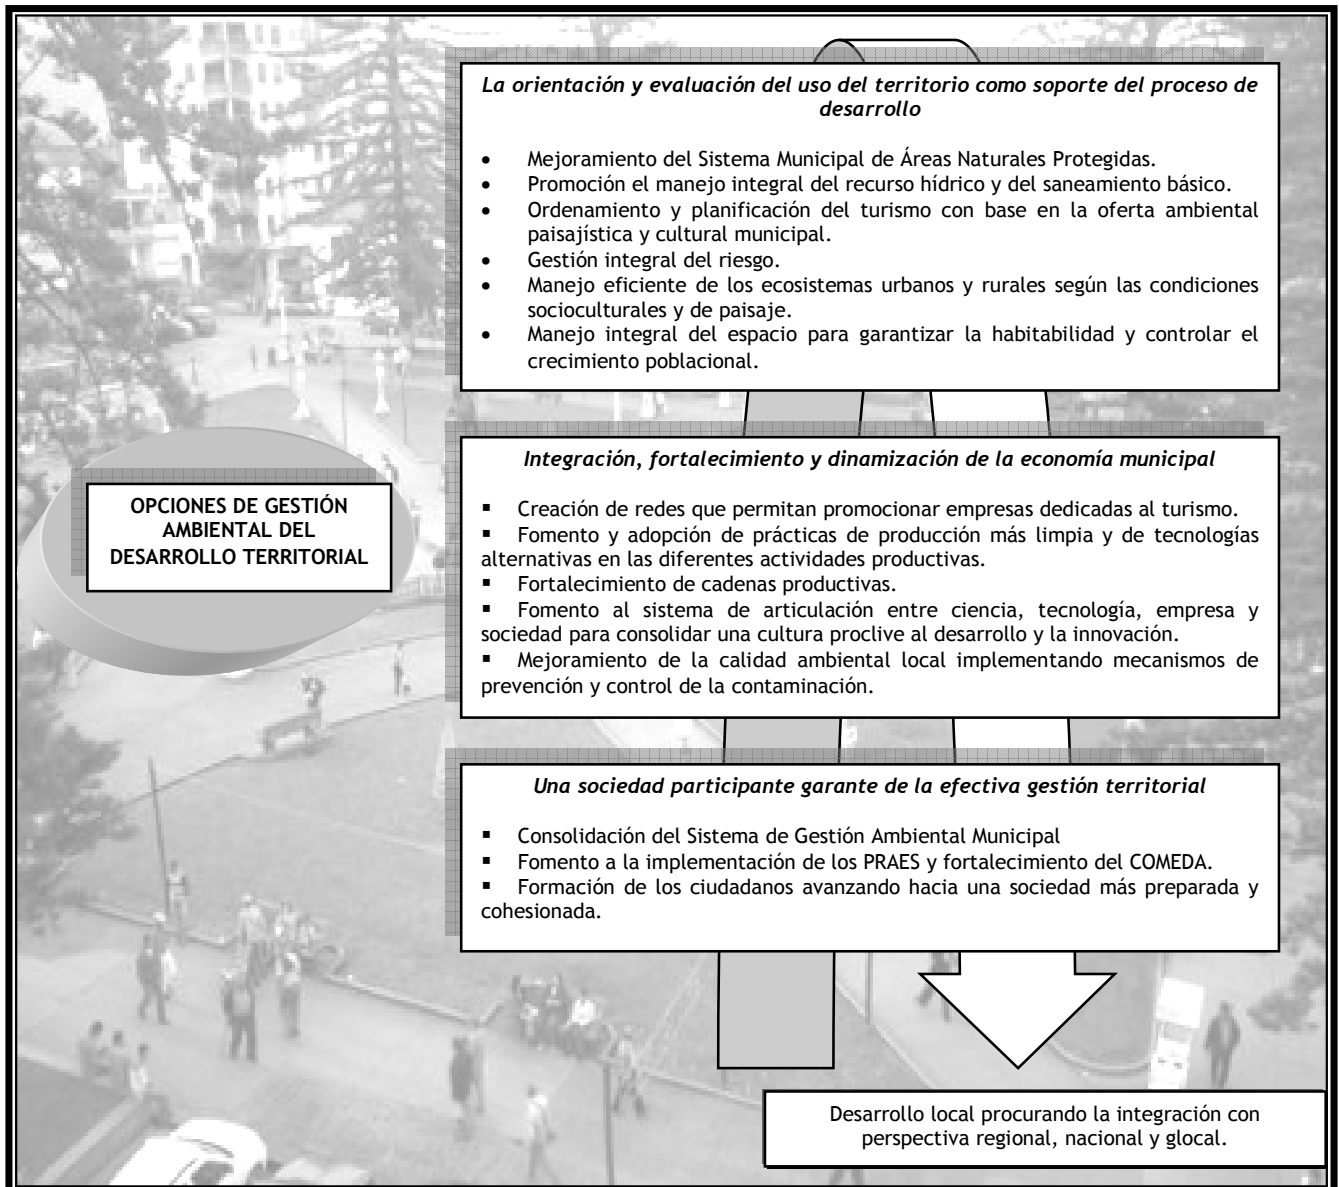 La orientación y evaluación del uso del territorio como soporte del proceso de
desarrollo
• Mejoramiento del Sistema Municipal de Áreas Naturales Protegidas.
• Promoción el manejo integral del recurso hídrico y del saneamiento básico.
• Ordenamiento y planificación del turismo con base en la oferta ambiental
paisajística y cultural municipal.
• Gestión integral del riesgo.
• Manejo eficiente de los ecosistemas urbanos y rurales según las condiciones
socioculturales y de paisaje.
• Manejo integral del espacio para garantizar la habitabilidad y controlar el
crecimiento poblacional.
OPCIONES DE GESTIÓN
AMBIENTAL DEL
DESARROLLO TERRITORIAL
Integración, fortalecimiento y dinamización de la economía municipal
▪ Creación de redes que permitan promocionar empresas dedicadas al turismo.
▪ Fomento y adopción de prácticas de producción más limpia y de tecnologías
alternativas en las diferentes actividades productivas.
▪ Fortalecimiento de cadenas productivas.
▪ Fomento al sistema de articulación entre ciencia, tecnología, empresa y
sociedad para consolidar una cultura proclive al desarrollo y la innovación.
▪ Mejoramiento de la calidad ambiental local implementando mecanismos de
prevención y control de la contaminación.
Una sociedad participante garante de la efectiva gestión territorial
▪ Consolidación del Sistema de Gestión Ambiental Municipal
▪ Fomento a la implementación de los PRAES y fortalecimiento del COMEDA.
▪ Formación de los ciudadanos avanzando hacia una sociedad más preparada y
cohesionada.
Desarrollo local procurando la integración con
perspectiva regional, nacional y glocal.